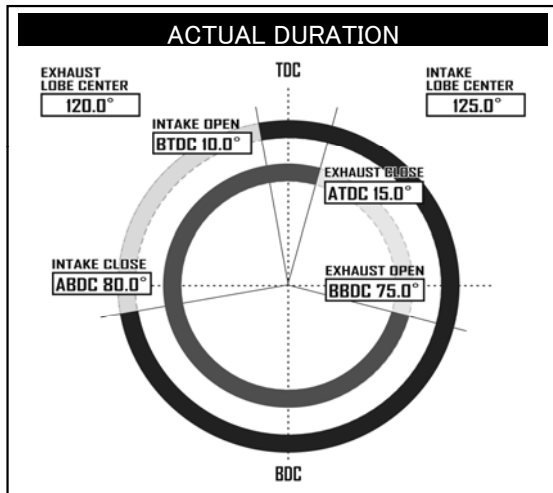 ACTUAL DURATION
EXHAUST
LOBE CENTER
120.0°
TDC
INTAKE
LOBE CENTER
125.0°
INTAKE OPEN
BTDC 10.0°
EXHAUST CLOSE
ATDC 15.0°
INTAKE CLOSE
ABDC 80.0°
EXHAUST OPEN
BBDC 75.0°
BDC